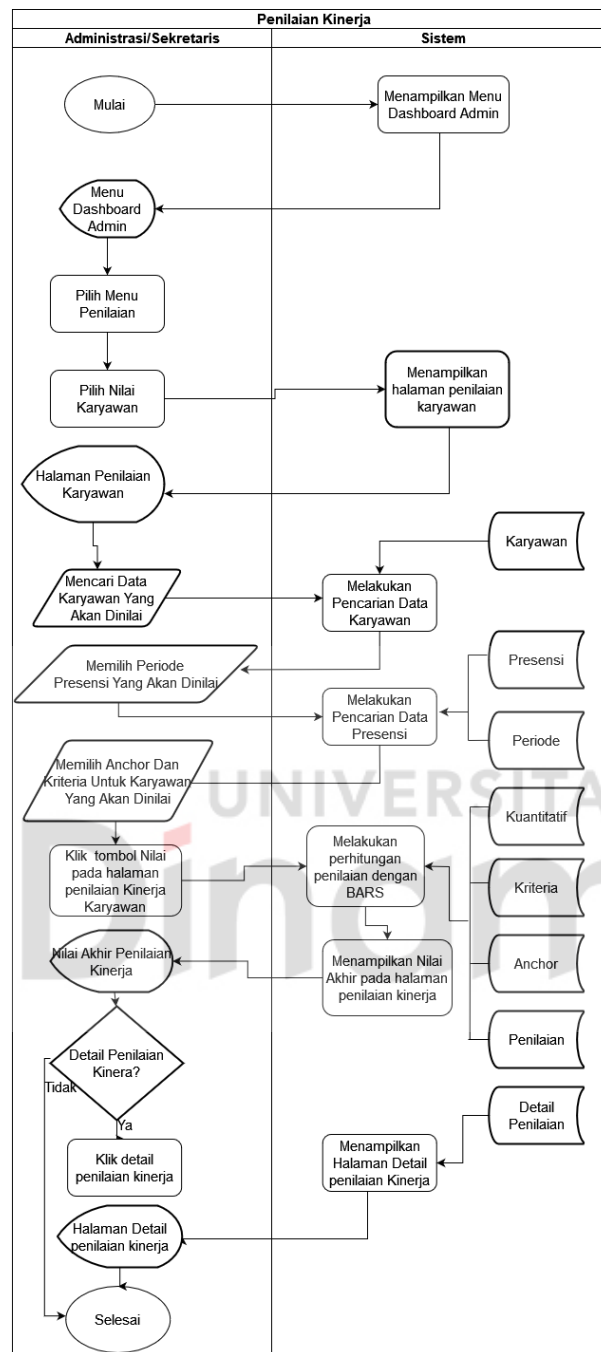 Penilaian Kinerja
Administrasi/Sekretaris
Sistem
Mulai
Menampilkan Menu
Dashboard Admin
Menu
Dashboard
Admin
Pilih Menu
Penilaian
Pilih Nilai
Karyawan
Menampilkan
halaman penilaian
karyawan
Halaman Penilaian
Karyawan
Karyawan
Mencari Data
Karyawan Yang
Akan Dinilai
Melakukan
Pencarian Data
Karyawan
Memilih Periode
Presensi Yang Akan Dinilai
Presensi
Melakukan
Pencarian Data
Presensi
Periode
Memilih Anchor Dan
Kriteria Untuk Karyawan
Yang Akan Dinilai
UNIVERSITA
Dinam
Kuantitatif
Klik tombol Nilai
pada halaman
penilaian Kinerja
Karyawan
Melakukan
perhitungan
penilaian dengan
BARS
Kriteria
Nilai Akhir Penilaian
Kinerja
Menampilkan Nilai
Akhir pada halaman
penilaian kinerja
Anchor
Penilaian
Detail Penilaian
Kinera?
Tidak
Ya
Detail
Penilaian
Klik detail
penilaian kinerja
Menampilkan
Halaman Detail
penilaian Kinerja
Halaman Detail
penilaian kinerja
Selesai